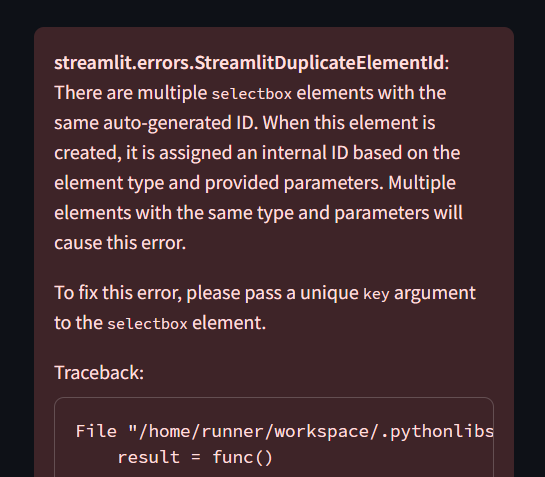 streamlit.errors.StreamlitDuplicateElementId:
There are multiple selectbox elements with the
same auto-generated ID. When this element is
created, it is assigned an internal ID based on the
element type and provided parameters. Multiple
elements with the same type and parameters will
cause this error.
To fix this error, please pass a unique key argument
to the selectbox element.
Traceback:
File "/home/runner/workspace/.pythonlibs
result = func()